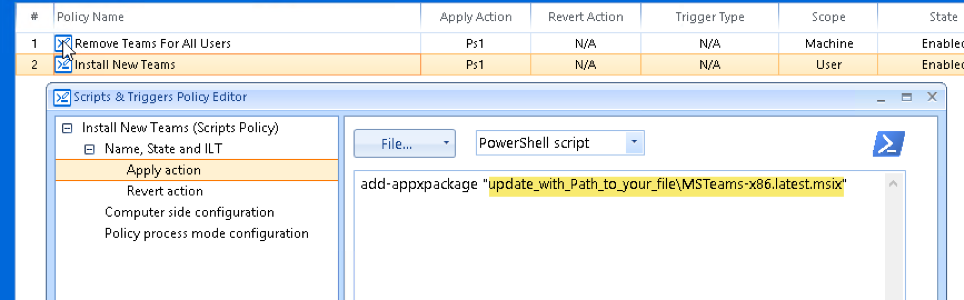 # Policy Name Apply Action Revert Action Trigger Type Scope State
1 Remove Teams For All Users Ps1 N/A N/A Machine Enabled
2 Install New Teams Ps1 N/A N/A User Enabled
Scripts & Triggers Policy Editor
Install New Teams (Scripts Policy)
Name, State and ILT
Apply action
Revert action
Computer side configuration
Policy process mode configuration
File... PowerShell script
add-appxpackage "update_with_Path_to_your_file\MSTeams-x86.latest.msix"